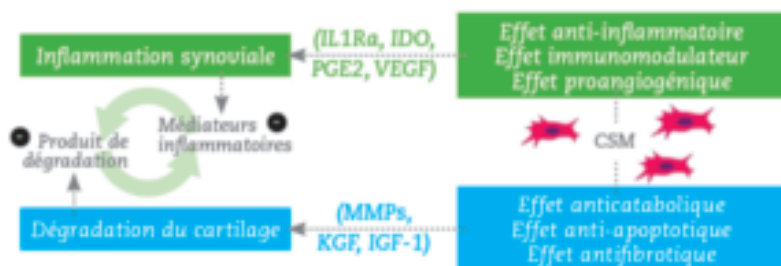 Inflammation synoviale
(IL1Ra, IDO,
PGE2, VEGF)
Effet anti-inflammatoire
Effet immunomodulateur
Effet proangiogénique
Produit de
dégradation
Médiateurs
inflammatoires
CSM
Dégradation du cartilage
(MMPs,
KGF, IGF-1)
Effet anticatabolique
Effet anti-apoptotique
Effet antifibrotique